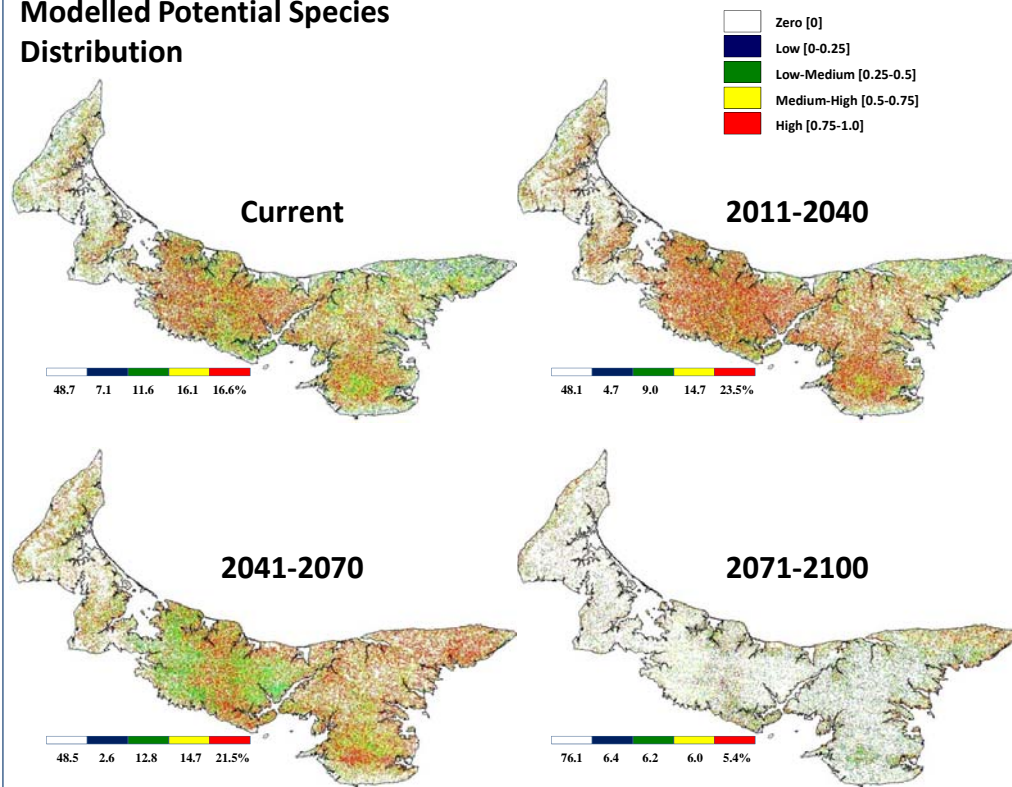 Modelled Potential Species
Distribution
Zero [0]
Low [0-0.25]
Low-Medium [0.25-0.5]
Medium-High [0.5-0.75]
High [0.75-1.0]
Current
2011-2040
48.7 7.1 11.6 16.1 16.6%
48.1 4.7 9.0 14.7 23.5%
2041-2070
2071-2100
48.5 2.6 12.8 14.7 21.5%
76.1 6.4 6.2 6.0 5.4%